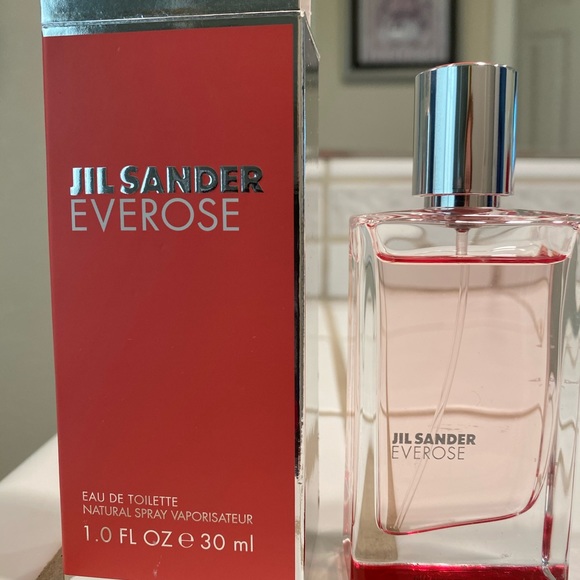 JIL SANDER
EVEROSE
EAU DE TOILETTE
NATURAL SPRAY VAPORISATEUR
1.0 FL OZ ℮ 30 ml
JIL SANDER
EVEROSE